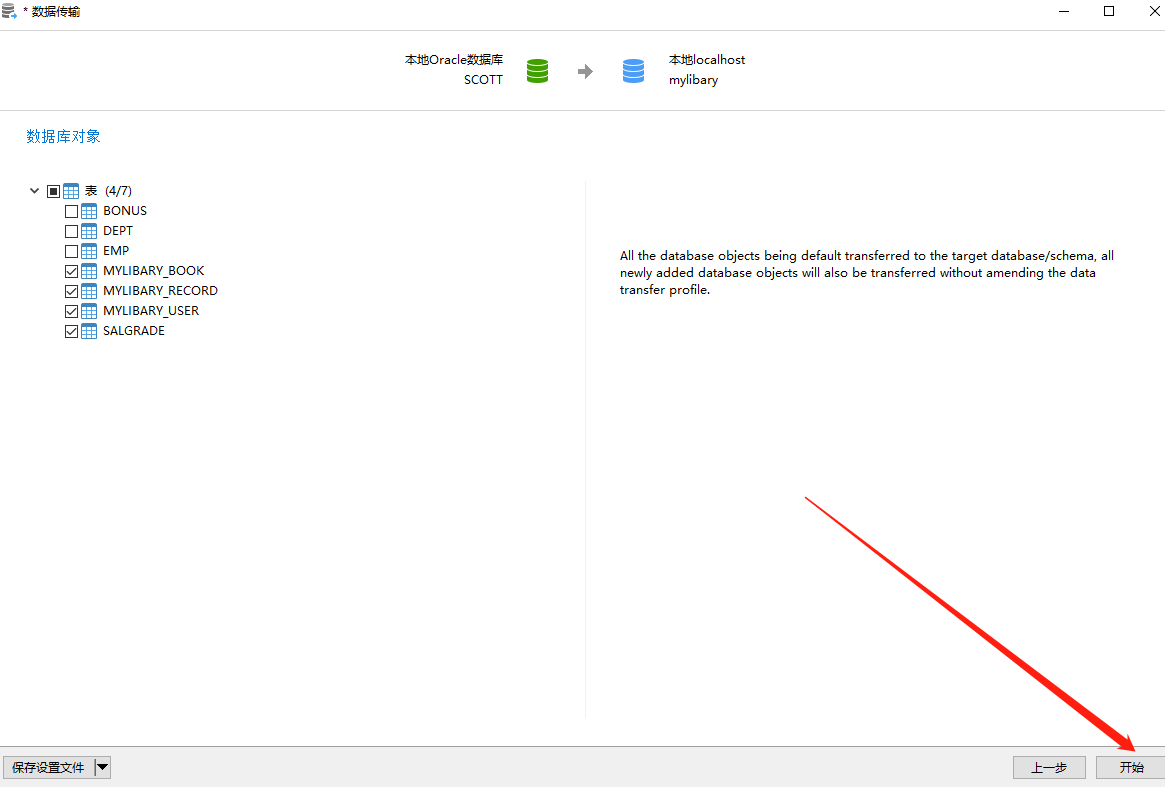 * 数据传输
本地Oracle数据库
SCOTT
本地localhost
mylibary
数据库对象
表 (4/7)
BONUS
DEPT
EMP
MYLIBARY_BOOK
MYLIBARY_RECORD
MYLIBARY_USER
SALGRADE
All the database objects being default transferred to the target database/schema, all
newly added database objects will also be transferred without amending the data
transfer profile.
保存设置文件
上一步
开始